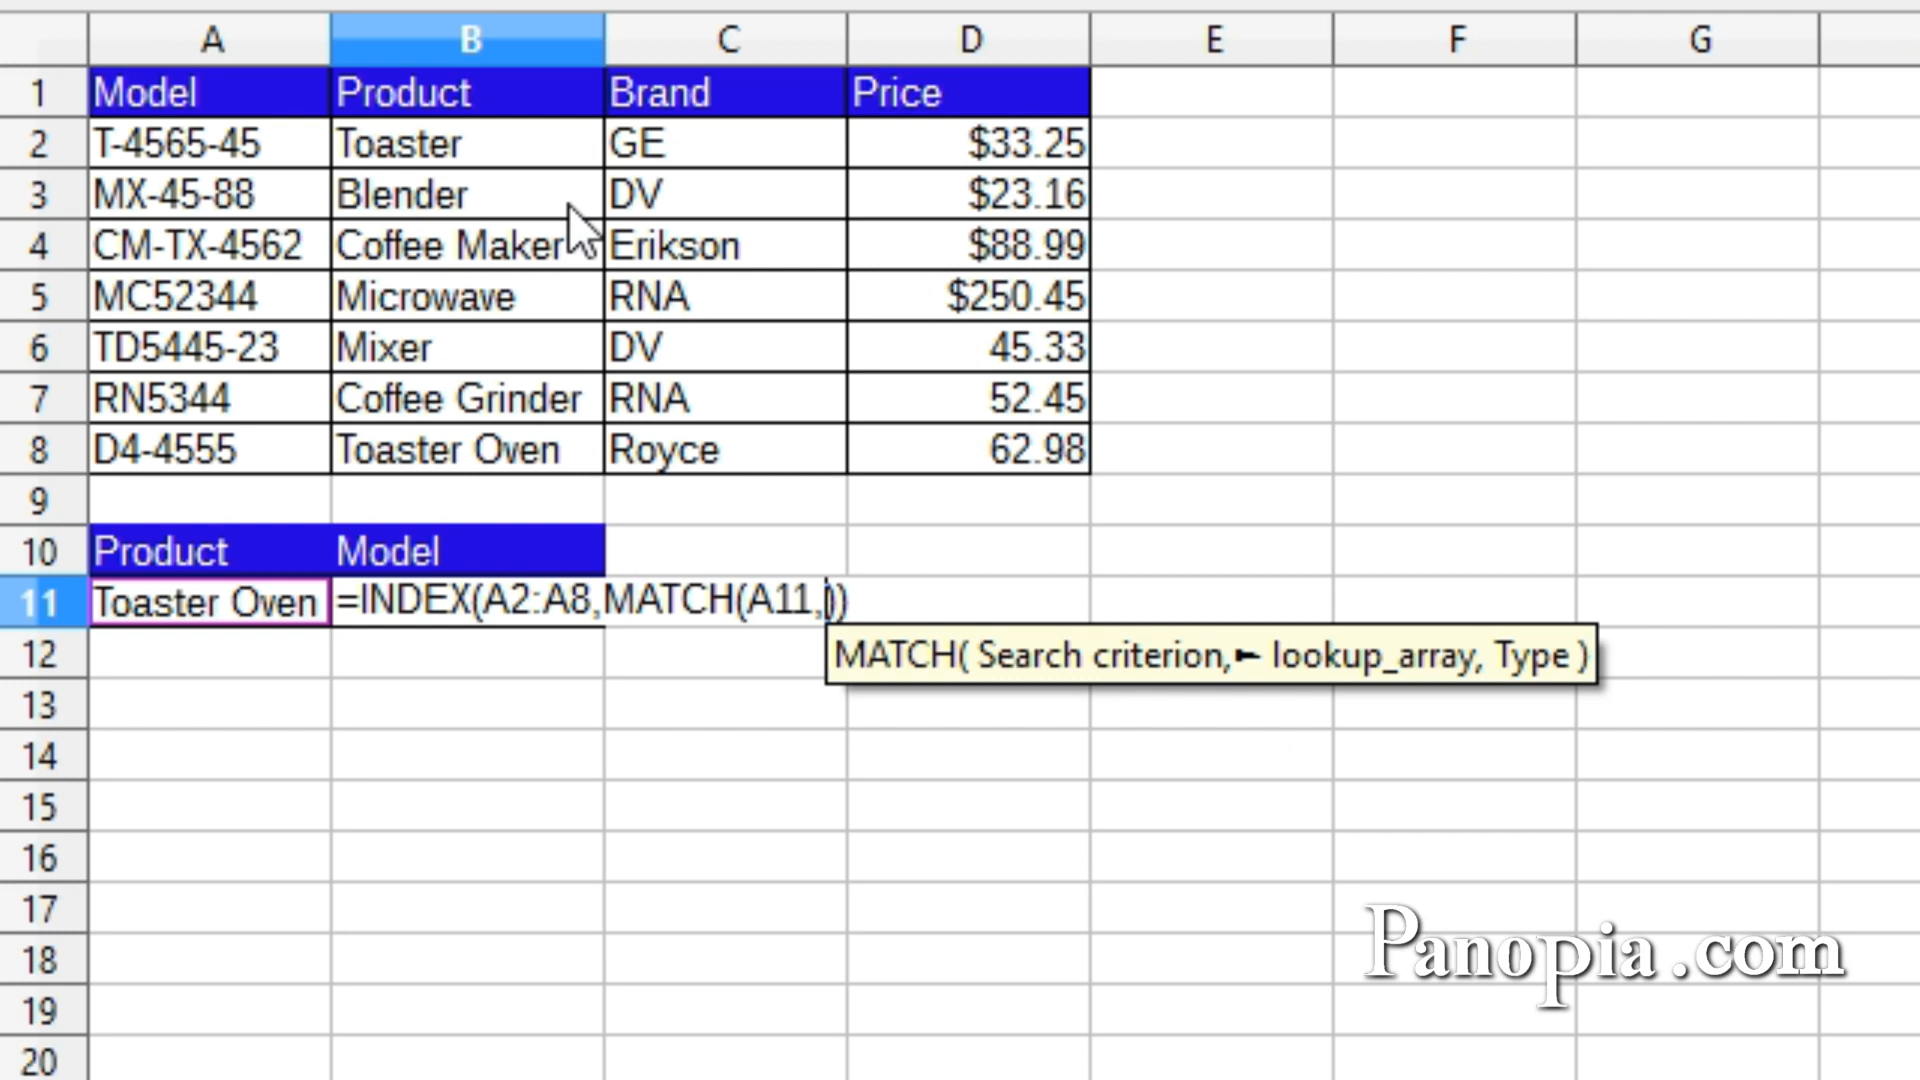 A B C D E F G
1 Model Product Brand Price
2 T-4565-45 Toaster GE $33.25
3 MX-45-88 Blender DV $23.16
4 CM-TX-4562 Coffee Maker Erikson $88.99
5 MC52344 Microwave RNA $250.45
6 TD5445-23 Mixer DV 45.33
7 RN5344 Coffee Grinder RNA 52.45
8 D4-4555 Toaster Oven Royce 62.98
9
10 Product Model
11 Toaster Oven =INDEX(A2:A8,MATCH(A11,))
12 MATCH( Search criterion, lookup_array, Type )
13
14
15
16
17
Panopia.com
18
19
20